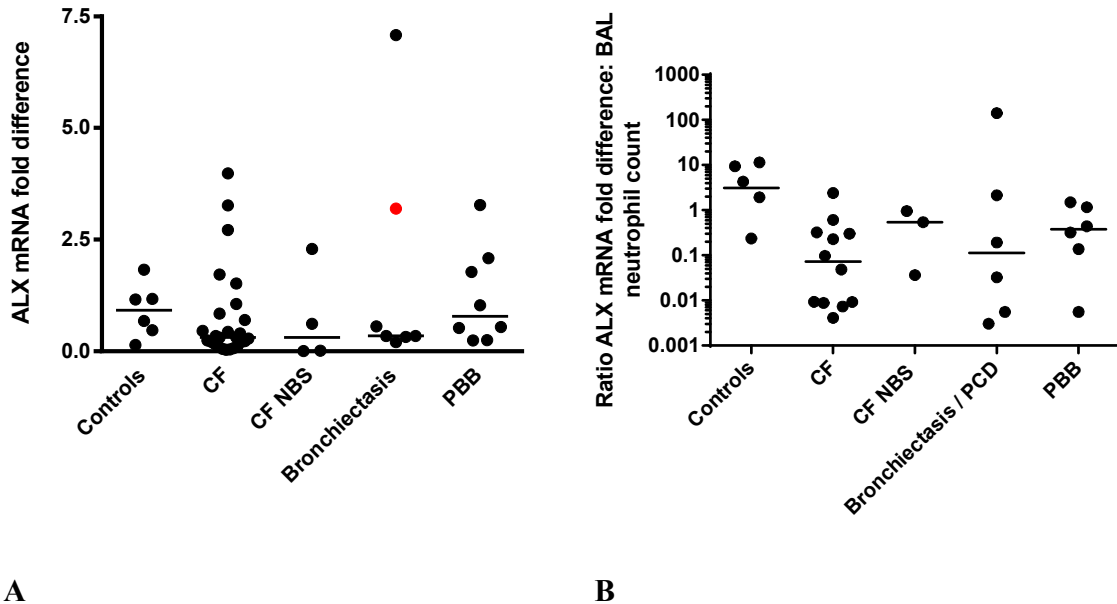 ALX mRNA fold difference
7.5
5.0
2.5
0.0
Controls
CF
CF NBS
Bronchiectasis
PBB
A
Ratio ALX mRNA fold difference: BAL
neutrophil count
1000
100
10
1
0.1
0.01
0.001
Controls
CF
CF NBS
Bronchiectasis / PCD
PBB
B